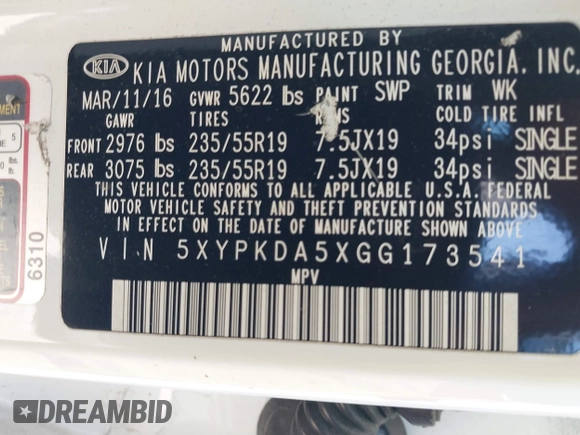 MANUFACTURED BY
KIA KIA MOTORS MANUFACTURING GEORGIA, INC.
MAR/11/16 GVWR 5622 lbs PAINT SWP TRIM WK
GAWR TIRES RIMS COLD TIRE INFL
FRONT 2976 lbs 235/55R19 7.5JX19 34psi SINGLE
REAR 3075 lbs 235/55R19 7.5JX19 34psi SINGLE
THIS VEHICLE CONFORMS TO ALL APPLICABLE U.S.A. FEDERAL
MOTOR VEHICLE SAFETY AND THEFT PREVENTION STANDARDS
IN EFFECT ON THE DATE OF MANUFACTURE SHOWN ABOVE
VIN 5XYPKDA5XGG173541
MPV
6310
5
DREAMBID